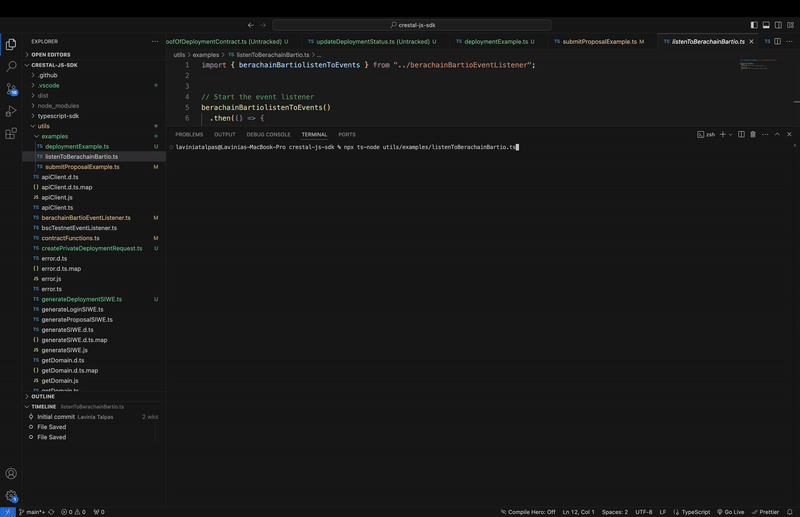 crestal-js-sdk
EXPLORER
OPEN EDITORS
CRESTAL-JS-SDK
.github
.vscode
dist
node_modules
typescript-sdk
utils
examples
deploymentExample.ts U
listenToBerachainBartio.ts
submitProposalExample.ts M
apiClient.d.ts
apiClient.d.ts.map
apiClient.js
apiClient.ts
berachainBartioEventListener.ts M
bscTestnetEventListener.ts
contractFunctions.ts M
createPrivateDeploymentRequest.ts U
error.d.ts
error.d.ts.map
error.js
error.ts
generateDeploymentSIWE.ts U
generateLoginSIWE.ts
generateProposalSIWE.ts
generateSIWE.d.ts
generateSIWE.d.ts.map
generateSIWE.js
getDomain.d.ts
getDomain.d.ts.map
getDomain.js
getDomain.ts
OUTLINE
TIMELINE listenToBerachainBartio.ts
Initial commit Lavinia Talpas 2 wks
File Saved
File Saved
oofOfDeploymentContract.ts (Untracked) U
updateDeploymentStatus.ts (Untracked) U
deploymentExample.ts U
submitProposalExample.ts M
listenToBerachainBartio.ts
utils > examples > listenToBerachainBartio.ts > ...
1 import { berachainBartiolistenToEvents } from "../berachainBartioEventListener";
2
3
4 // Start the event listener
5 berachainBartiolistenToEvents()
6 .then(() => {
PROBLEMS OUTPUT DEBUG CONSOLE TERMINAL PORTS
zsh
laviniatalpas@Lavinias-MacBook-Pro crestal-js-sdk % npx ts-node utils/examples/listenToBerachainBartio.ts
main*+ 0 0 0 Compile Hero: Off Ln 12, Col 1 Spaces: 2 UTF-8 LF TypeScript Go Live Prettier